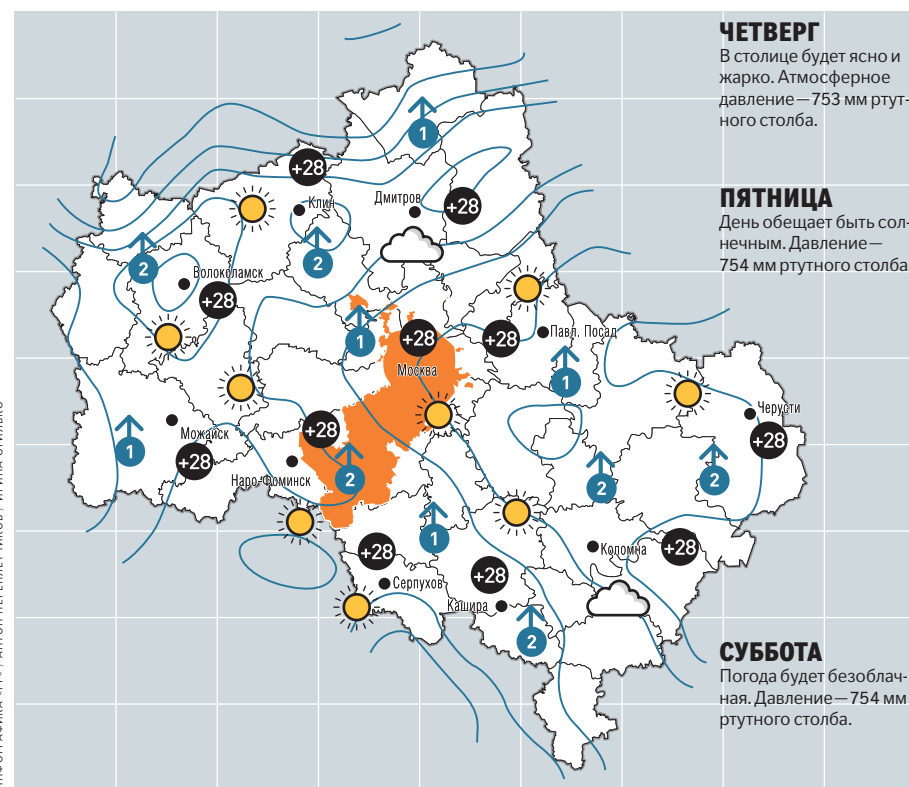 ЧЕТВЕРГ
В столице будет ясно и
жарко. Атмосферное
давление—753 мм ртут-
ного столба.
ПЯТНИЦА
День обещает быть сол-
нечным. Давление—
754 мм ртутного столба
СУББОТА
Погода будет безоблач-
ная. Давление—754 мм
ртутного столба.
1
+28
Клин
Дмитров
+28
2
2
Волоколамск
+28
1
+28
Москва
+28
Павл. Посад
1
Черусти
+28
Можайск
1
+28
+28
Наро-Фоминск
2
2
2
1
+28
Серпухов
+28
Кашира
2
Коломна
+28